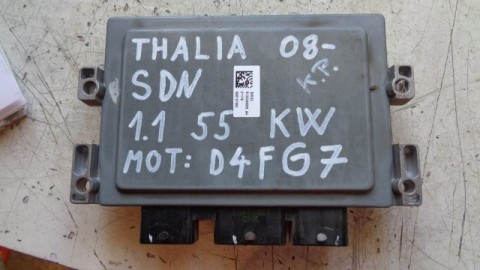 THALIA 08-
SDN K.P.
1.1 55 KW
MOT: D4FG7